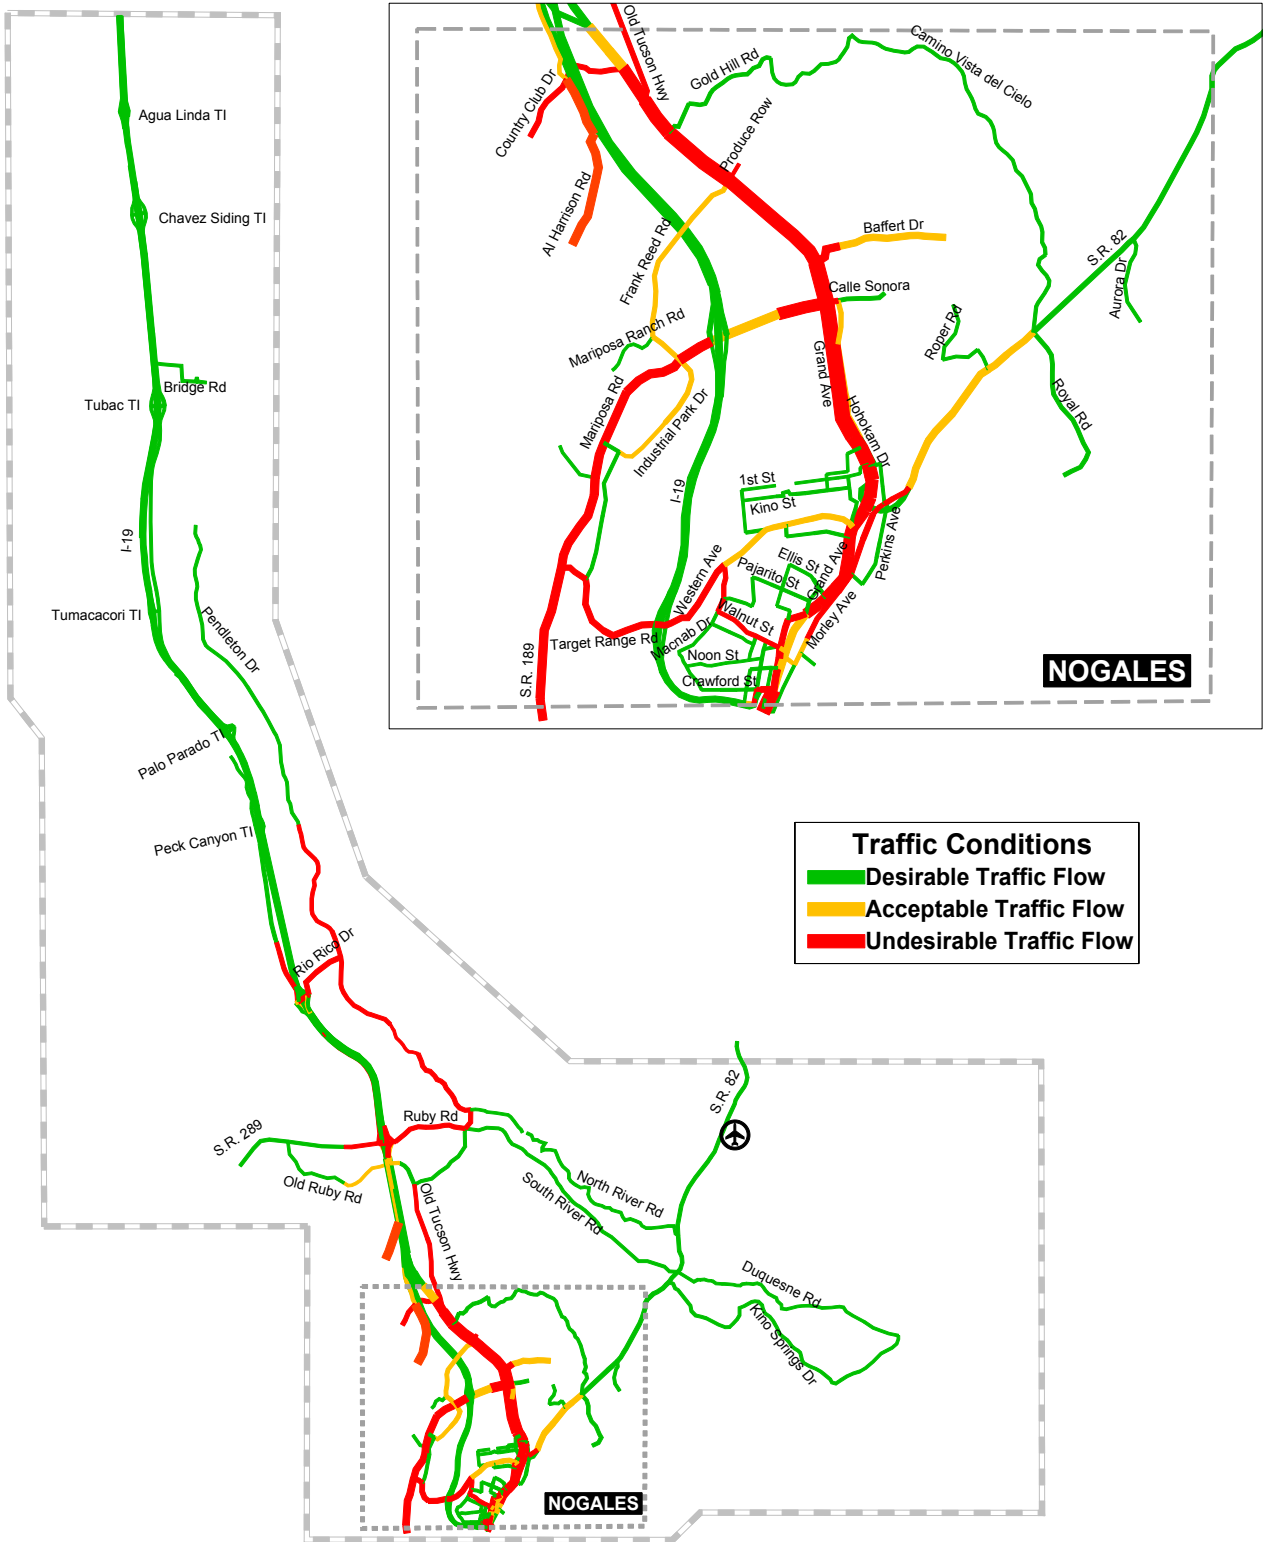 Old Tucson Hwy
Gold Hill Rd
Camino Vista del Cielo
Country Club Dr
Produce Row
Al Harrison Rd
Frank Reed Rd
Baffert Dr
S.R. 82
Aurora Dr
Calle Sonora
Mariposa Ranch Rd
Roper Rd
Grand Ave
Mariposa Rd
Industrial Park Dr
Hohokam Dr
Royal Rd
1st St
I-19
Kino St
Perkins Ave
Western Ave
Ellis St
Pajarito St
Grand Ave
Morley Ave
Walnut St
Target Range Rd
Macnab Dr
Noon St
S.R. 189
Crawford St
NOGALES
Agua Linda TI
Chavez Siding TI
Bridge Rd
Tubac TI
I-19
Tumacacori TI
Pendleton Dr
Palo Parado TI
Peck Canyon TI
Rio Rico Dr
Traffic Conditions
Desirable Traffic Flow
Acceptable Traffic Flow
Undesirable Traffic Flow
S.R. 82
Ruby Rd
S.R. 289
Old Ruby Rd
North River Rd
South River Rd
Old Tucson Hwy
Duquesne Rd
Kino Springs Dr
NOGALES